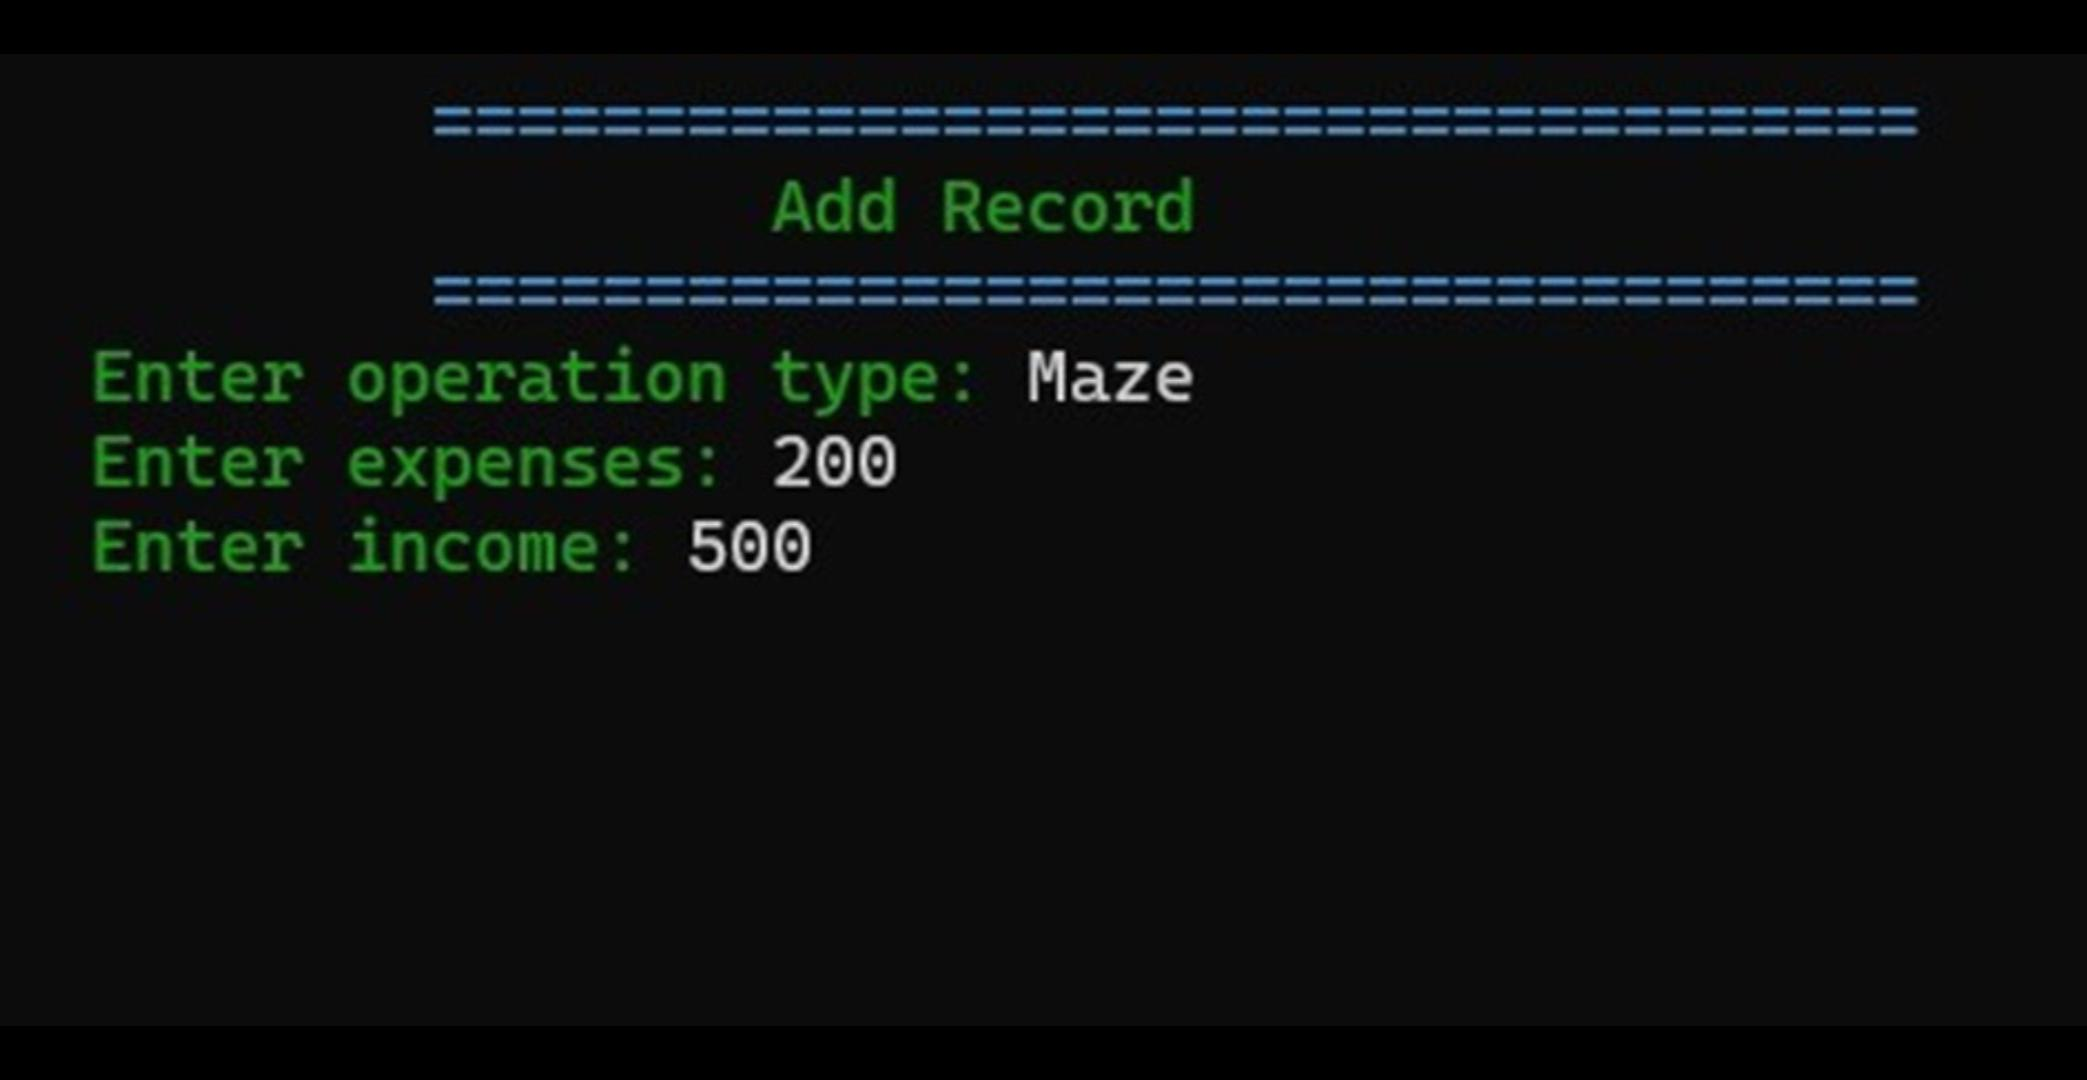 ===================================
Add Record
===================================
Enter operation type: Maze
Enter expenses: 200
Enter income: 500